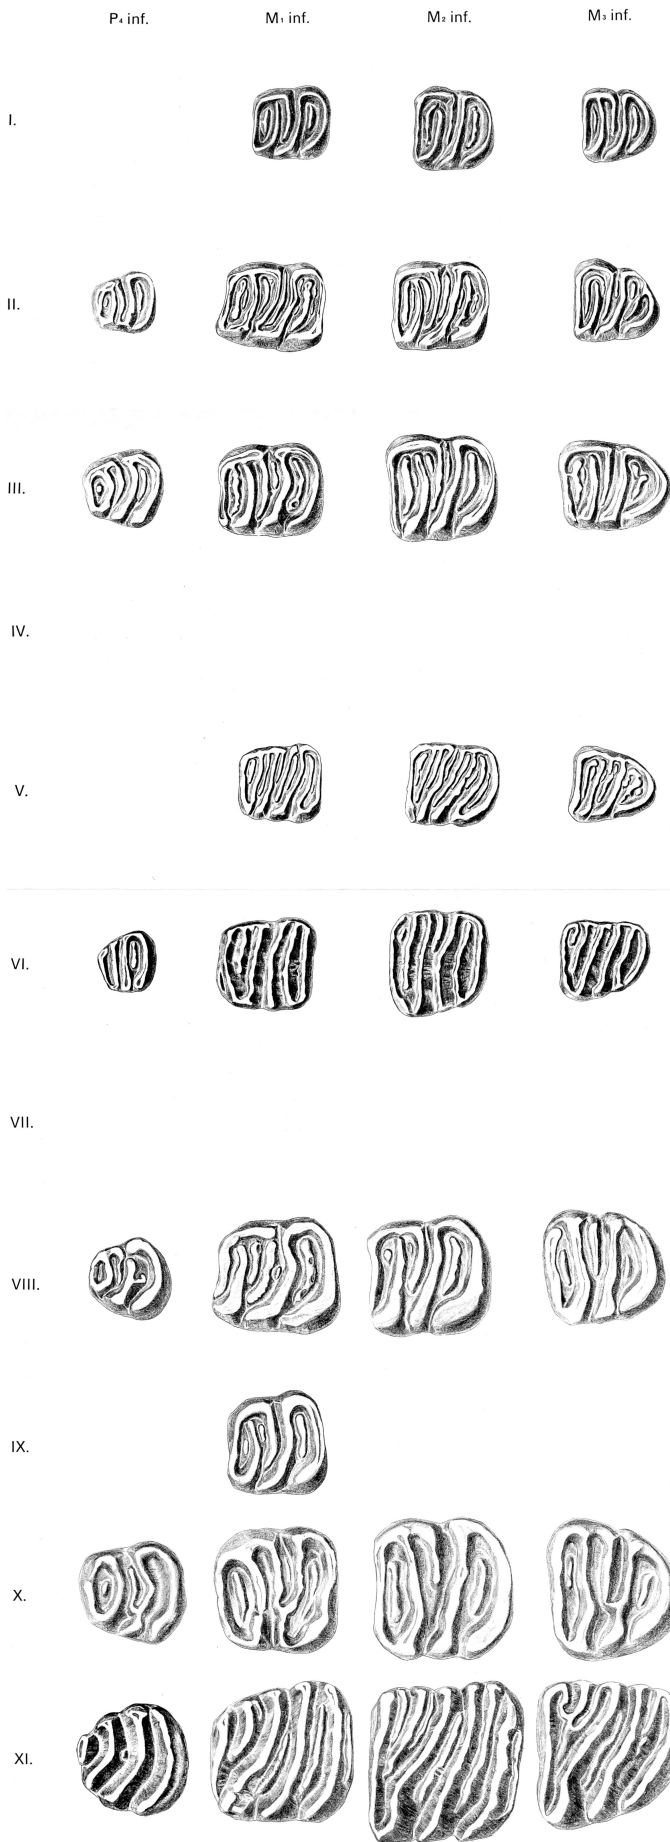 P₄ inf. M₁ inf. M₂ inf. M₃ inf.
I.
II.
III.
IV.
V.
VI.
VII.
VIII.
IX.
X.
XI.